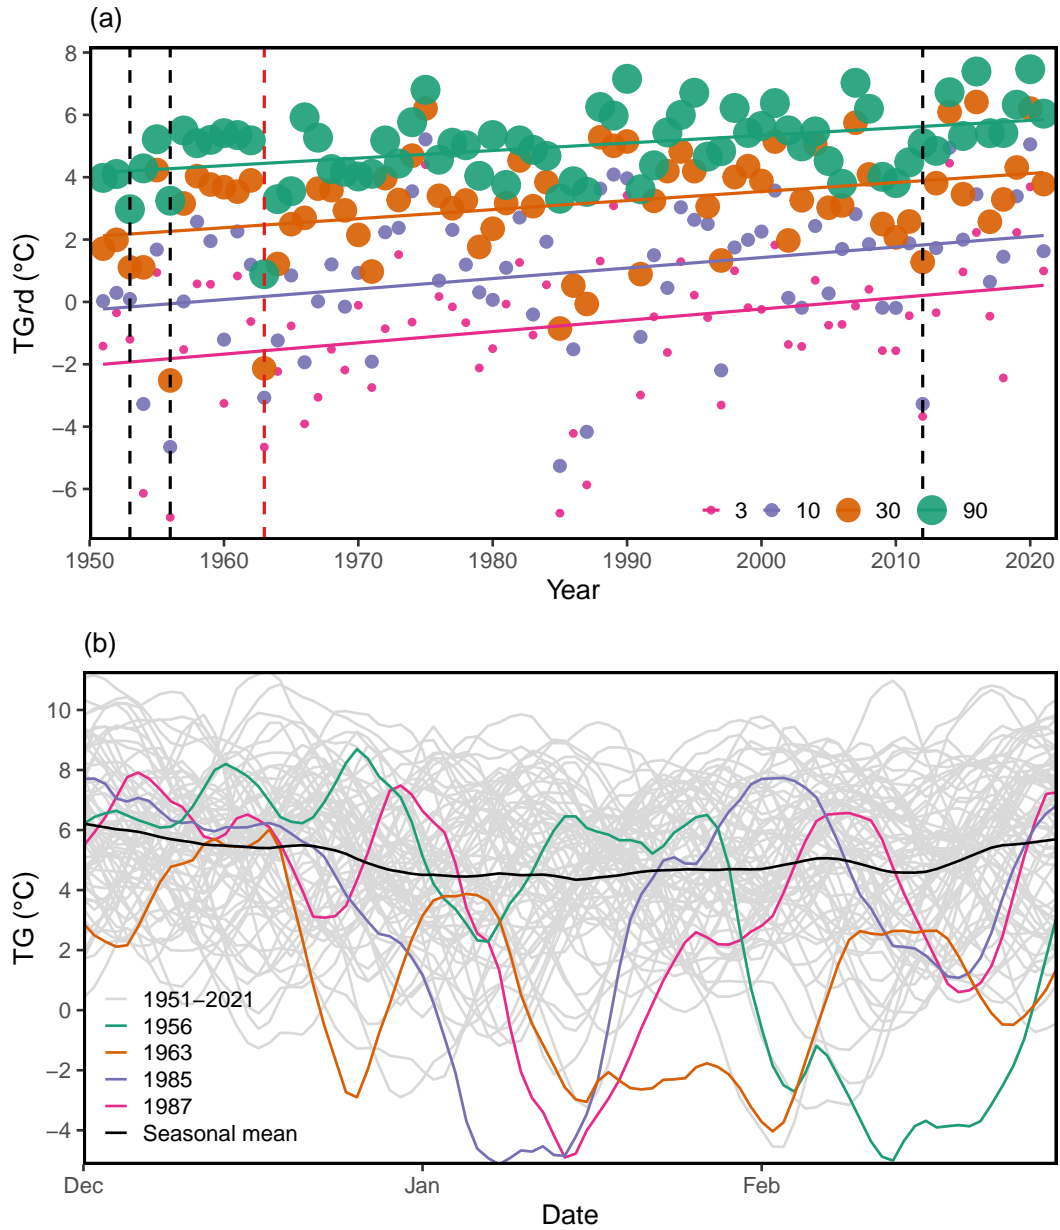 (a)
8
6
4
2
0
−2
−4
−6
TGrd (°C)
3 10 30 90
1950 1960 1970 1980 1990 2000 2010 2020
Year
(b)
10
8
6
4
2
0
−2
−4
TG (°C)
1951−2021
1956
1963
1985
1987
Seasonal mean
Dec Jan Feb
Date